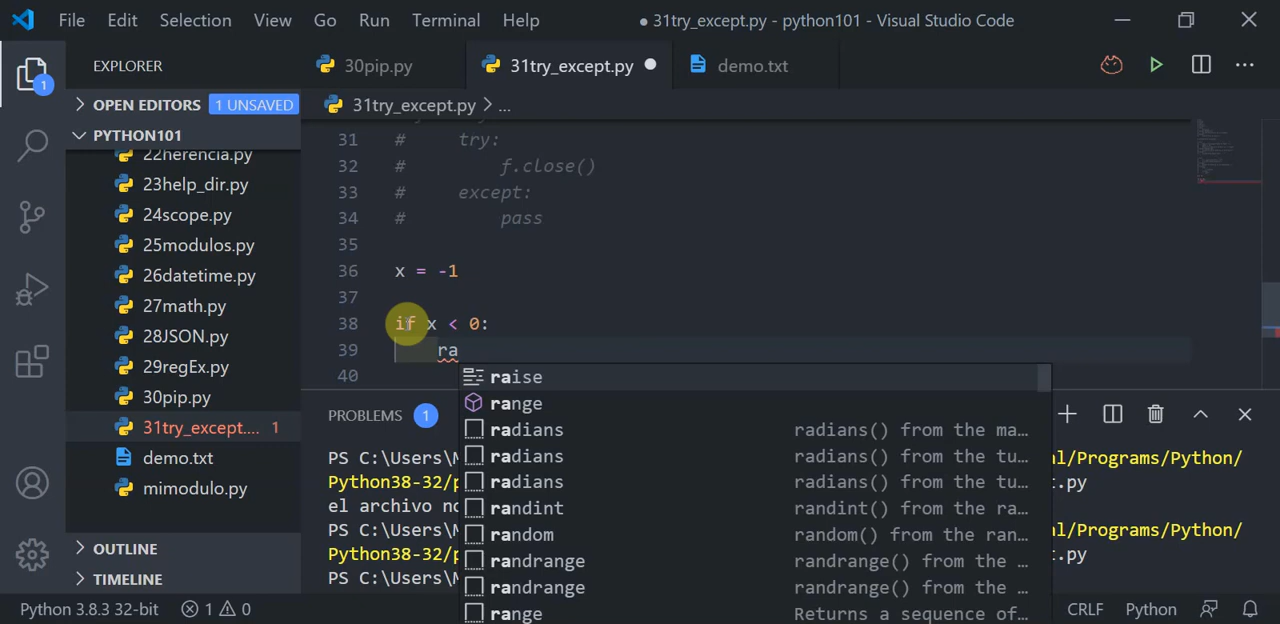 File Edit Selection View Go Run Terminal Help ● 31try_except.py - python101 - Visual Studio Code
EXPLORER
30pip.py 31try_except.py demo.txt
OPEN EDITORS 1 UNSAVED
31try_except.py > ...
PYTHON101
22herencia.py
23help_dir.py
24scope.py
25modulos.py
26datetime.py
27math.py
28JSON.py
29regEx.py
30pip.py
31try_except.... 1
demo.txt
mimodulo.py
OUTLINE
TIMELINE
31 # try:
32 # f.close()
33 # except:
34 # pass
35
36 x = -1
37
38 if x < 0:
39 ra
40
raise
range
radians radians() from the ma...
radians radians() from the tu...
radians radians() from the tu...
randint randint() from the ra...
random random() from the ran...
randrange randrange() from the ...
randrange randrange() from the ...
range Returns a sequence of...
PROBLEMS 1
PS C:\Users\M l/Programs/Python/
Python38-32/p t.py
el archivo no
PS C:\Users\M l/Programs/Python/
Python38-32/p t.py
PS C:\Users\M
Python 3.8.3 32-bit 1 0 CRLF Python